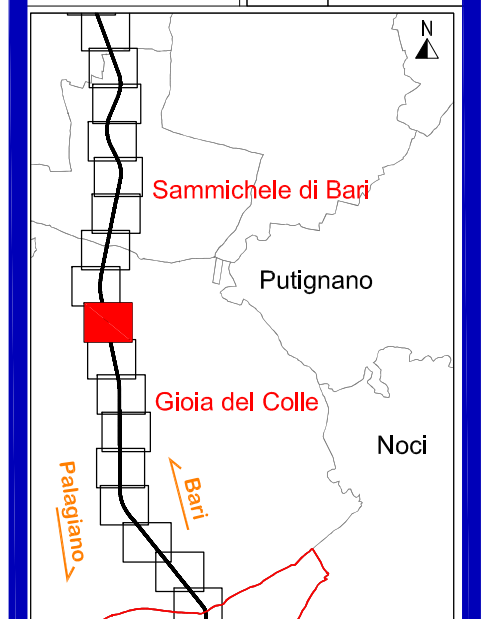 N
Sammichele di Bari
Putignano
Gioia del Colle
Noci
Palagiano
Bari